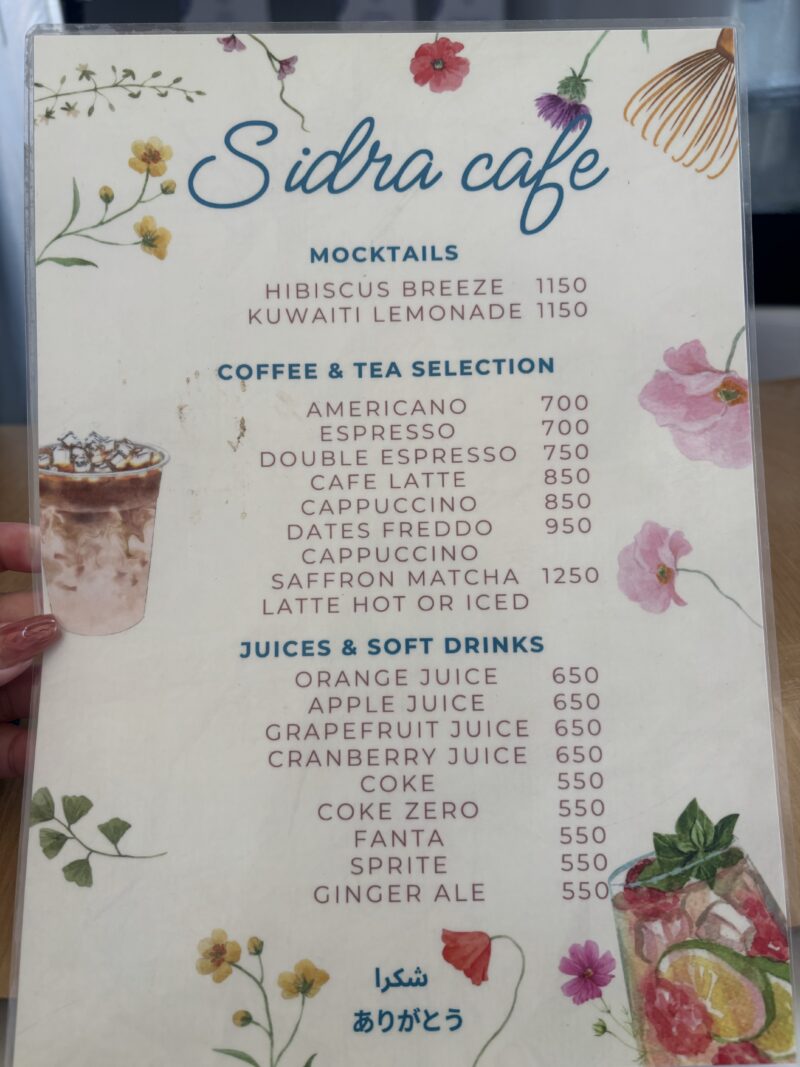 Sidra cafe
MOCKTAILS
HIBISCUS BREEZE 1150
KUWAITI LEMONADE 1150
COFFEE & TEA SELECTION
AMERICANO 700
ESPRESSO 700
DOUBLE ESPRESSO 750
CAFE LATTE 850
CAPPUCCINO 850
DATES FREDDO 950
CAPPUCCINO
SAFFRON MATCHA 1250
LATTE HOT OR ICED
JUICES & SOFT DRINKS
ORANGE JUICE 650
APPLE JUICE 650
GRAPEFRUIT JUICE 650
CRANBERRY JUICE 650
COKE 550
COKE ZERO 550
FANTA 550
SPRITE 550
GINGER ALE 550
شكرا
ありがとう